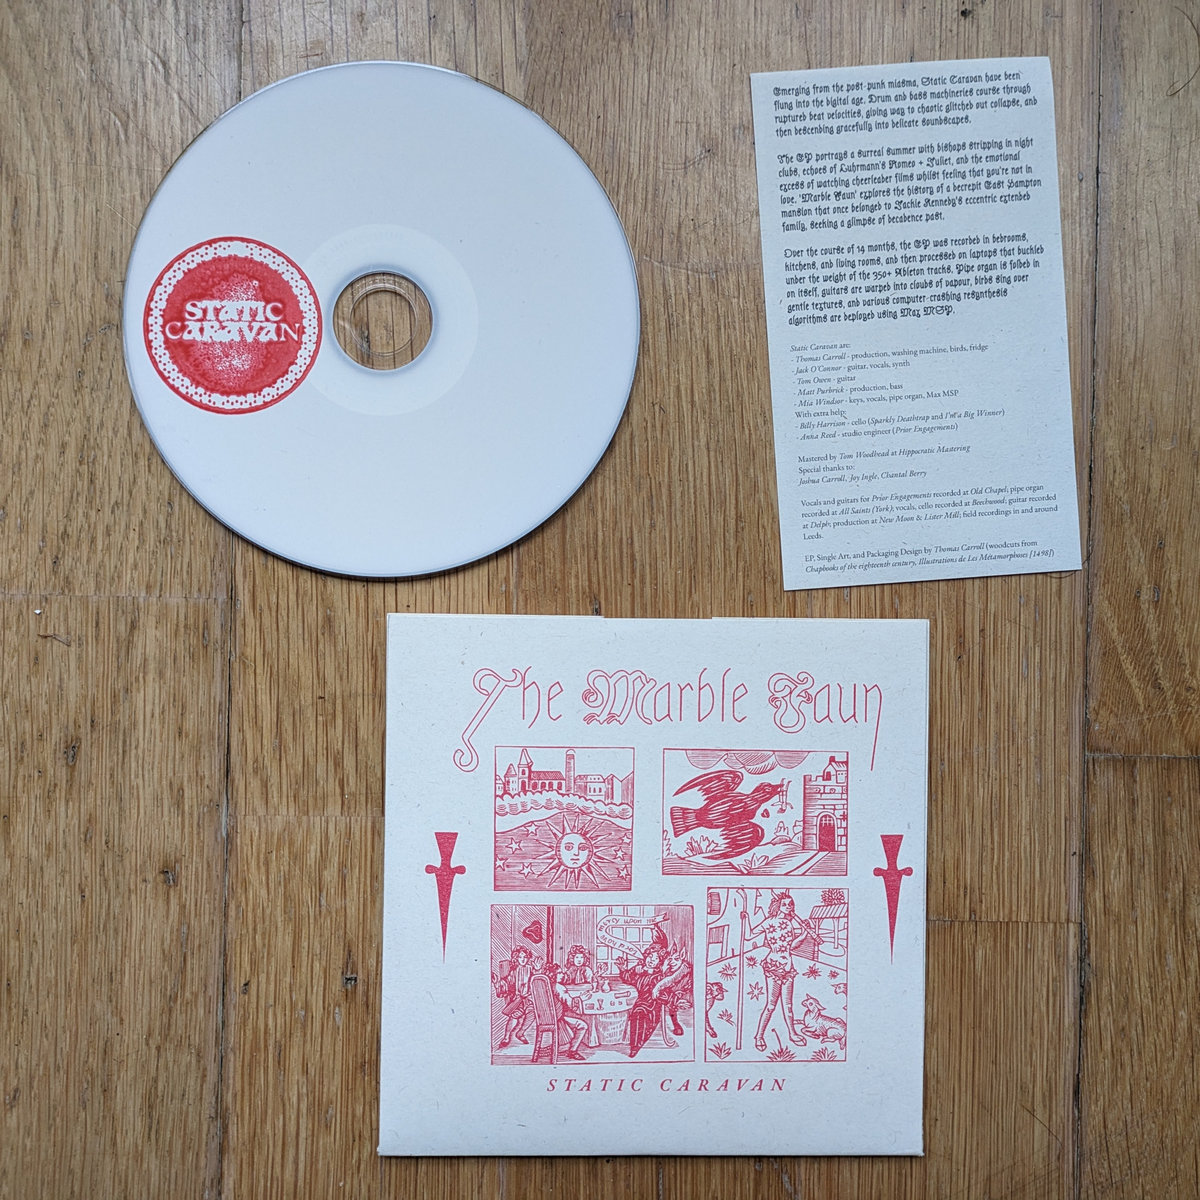 STATIC
CARAVAN
Emerging from the post-punk miasma, Static Caravan have been
flung into the digital age. Drum and bass machineries course through
ruptured beat velocities, giving way to chaotic glitched out collapse, and
then descending gracefully into delicate soundscapes.
The EP portrays a surreal summer with bishops stripping in night
clubs, echoes of Luhrmann's Romeo + Juliet, and the emotional
excess of watching cheerleader films whilst feeling that you're not in
love. 'Marble Faun' explores the history of a decrepit East Hampton
mansion that once belonged to Jackie Kennedy's eccentric extended
family, seeking a glimpse of decadence past.
Over the course of 14 months, the EP was recorded in bedrooms,
kitchens, and living rooms, and then processed on laptops that buckled
under the weight of the 350+ Ableton tracks. Pipe organ is folded in
on itself, guitars are warped into clouds of vapour, birds sing over
gentle textures, and various computer-crashing resynthesis
algorithms are deployed using Max MSP.
Static Caravan are:
- Thomas Carroll - production, washing machine, birds, fridge
- Jack O'Connor - guitar, vocals, synth
- Tom Owen - guitar
- Matt Purbrick - production, bass
- Mia Windsor - keys, vocals, pipe organ, Max MSP
With extra help:
- Billy Harrison - cello (Sparkly Deathtrap and I'm a Big Winner)
- Anna Reed - studio engineer (Prior Engagements)
Mastered by Tom Woodhead at Hippocratic Mastering
Special thanks to:
Joshua Carroll, Joy Ingle, Chantal Berry
Vocals and guitars for Prior Engagements recorded at Old Chapel; pipe organ
recorded at All Saints (York); vocals, cello recorded at Beechwood; guitar recorded
at Delph; production at New Moon & Lister Mill; field recordings in and around
Leeds.
EP, Single Art, and Packaging Design by Thomas Carroll (woodcuts from
Chapbooks of the eighteenth century, Illustrations de Les Métamorphoses [1498])
The Marble Faun
mercy upon me
STATIC CARAVAN